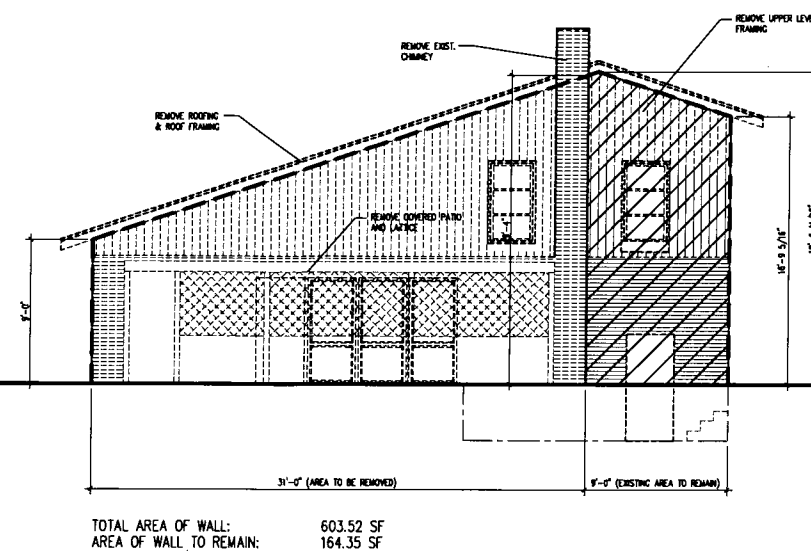 REMOVE UPPER LEVE
FRAMING
REMOVE EXIST.
CHIMNEY
REMOVE ROOFING
& ROOF FRAMING
REMOVE COVERED PATIO
AND LATTICE
9'-0"
16'-9 5/16"
31'-0" (AREA TO BE REMOVED)
9'-0" (EXISTING AREA TO REMAIN)
TOTAL AREA OF WALL: 603.52 SF
AREA OF WALL TO REMAIN: 164.35 SF